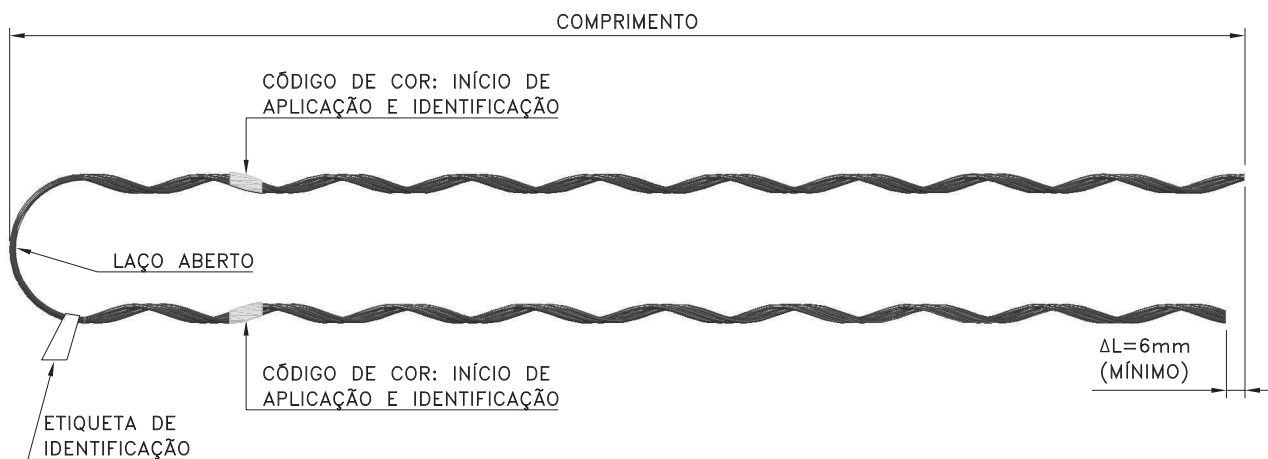 COMPRIMENTO
CÓDIGO DE COR: INÍCIO DE
APLICAÇÃO E IDENTIFICAÇÃO
LAÇO ABERTO
ΔL=6mm
(MÍNIMO)
CÓDIGO DE COR: INÍCIO DE
APLICAÇÃO E IDENTIFICAÇÃO
ETIQUETA DE
IDENTIFICAÇÃO